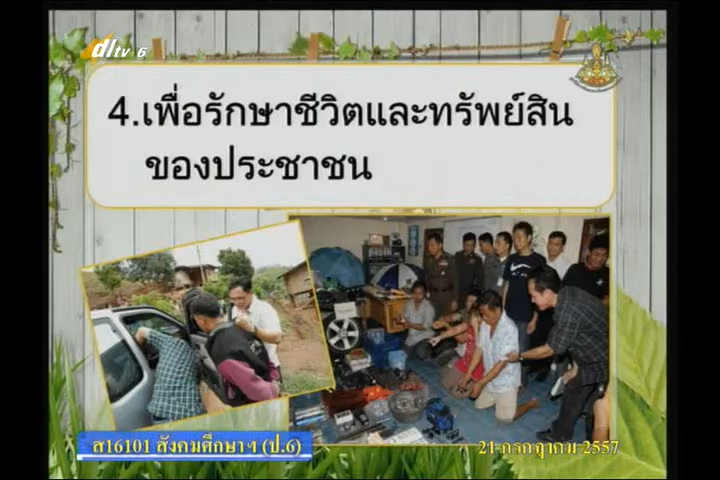 dltv 6
4.เพื่อรักษาชีวิตและทรัพย์สิน
ของประชาชน
ส16101 สังคมศึกษาฯ (ป.6)
21 กรกฎาคม 2557